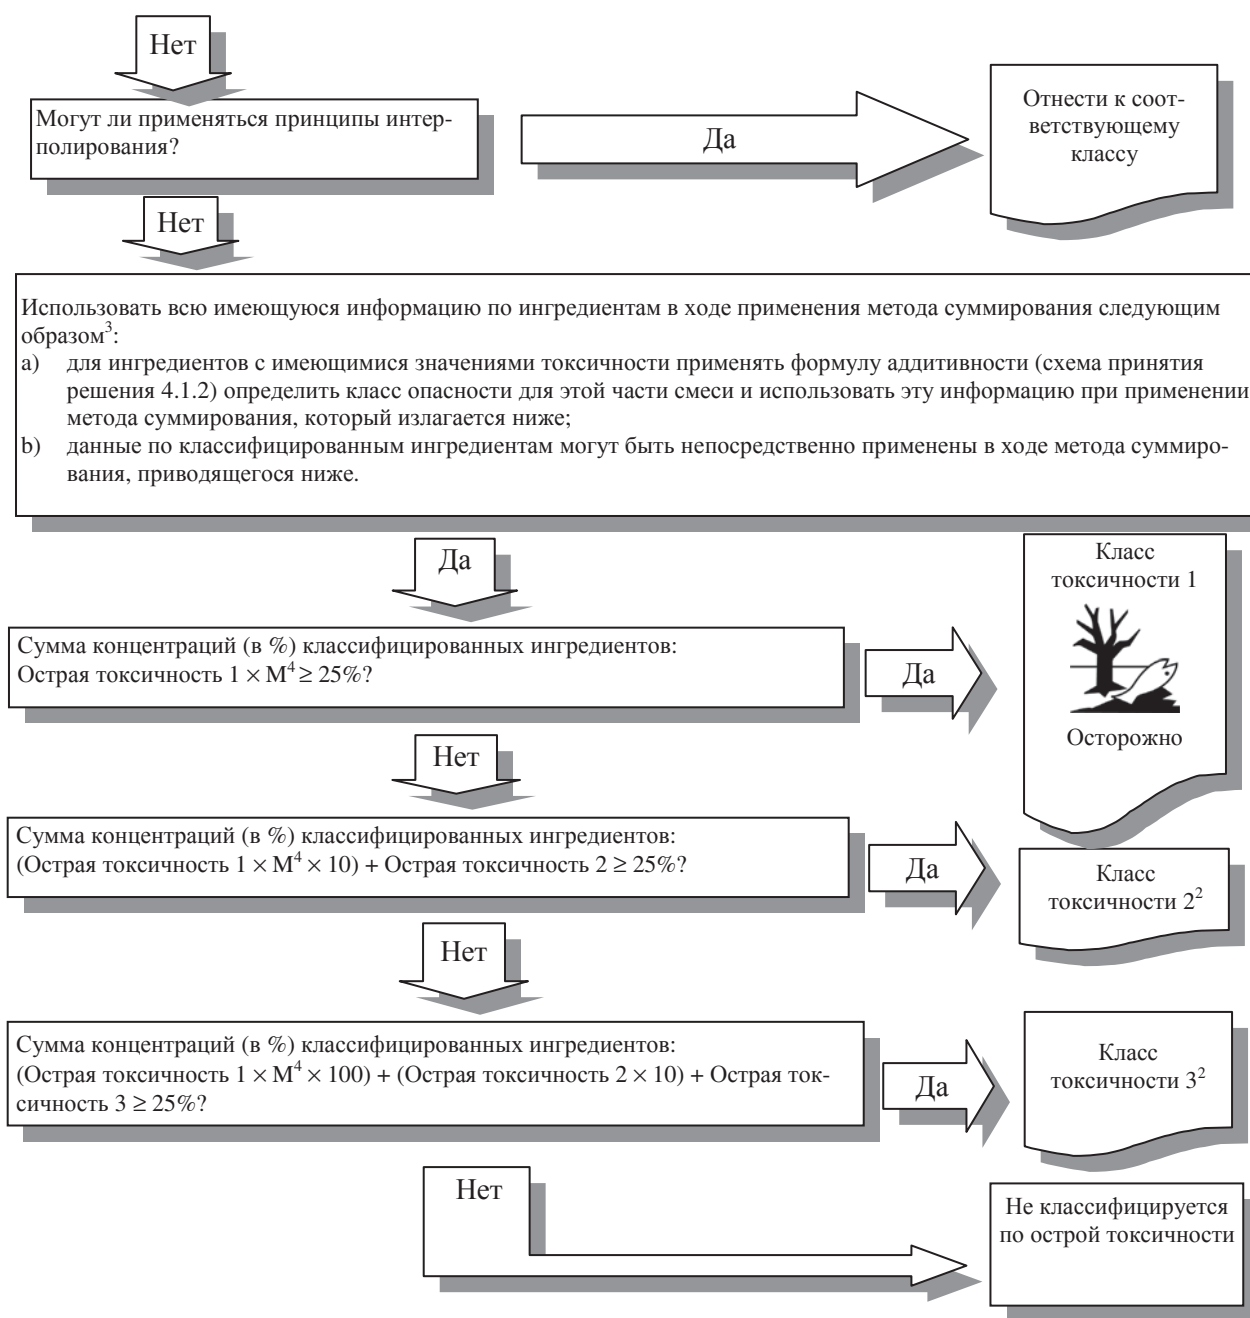 Нет
Могут ли применяться принципы интер-
полирования?
Да
Отнести к соот-
ветствующему
классу
Нет
Использовать всю имеющуюся информацию по ингредиентам в ходе применения метода суммирования следующим
образом³:
a) для ингредиентов с имеющимися значениями токсичности применять формулу аддитивности (схема принятия
решения 4.1.2) определить класс опасности для этой части смеси и использовать эту информацию при применении
метода суммирования, который излагается ниже;
b) данные по классифицированным ингредиентам могут быть непосредственно применены в ходе метода суммиро-
вания, приводящегося ниже.
Да
Сумма концентраций (в %) классифицированных ингредиентов:
Острая токсичность 1 × M⁴ ≥ 25%?
Да
Класс
токсичности 1
Осторожно
Нет
Сумма концентраций (в %) классифицированных ингредиентов:
(Острая токсичность 1 × M⁴ × 10) + Острая токсичность 2 ≥ 25%?
Да
Класс
токсичности 2²
Нет
Сумма концентраций (в %) классифицированных ингредиентов:
(Острая токсичность 1 × M⁴ × 100) + (Острая токсичность 2 × 10) + Острая ток-
сичность 3 ≥ 25%?
Да
Класс
токсичности 3²
Нет
Не классифицируется
по острой токсичности